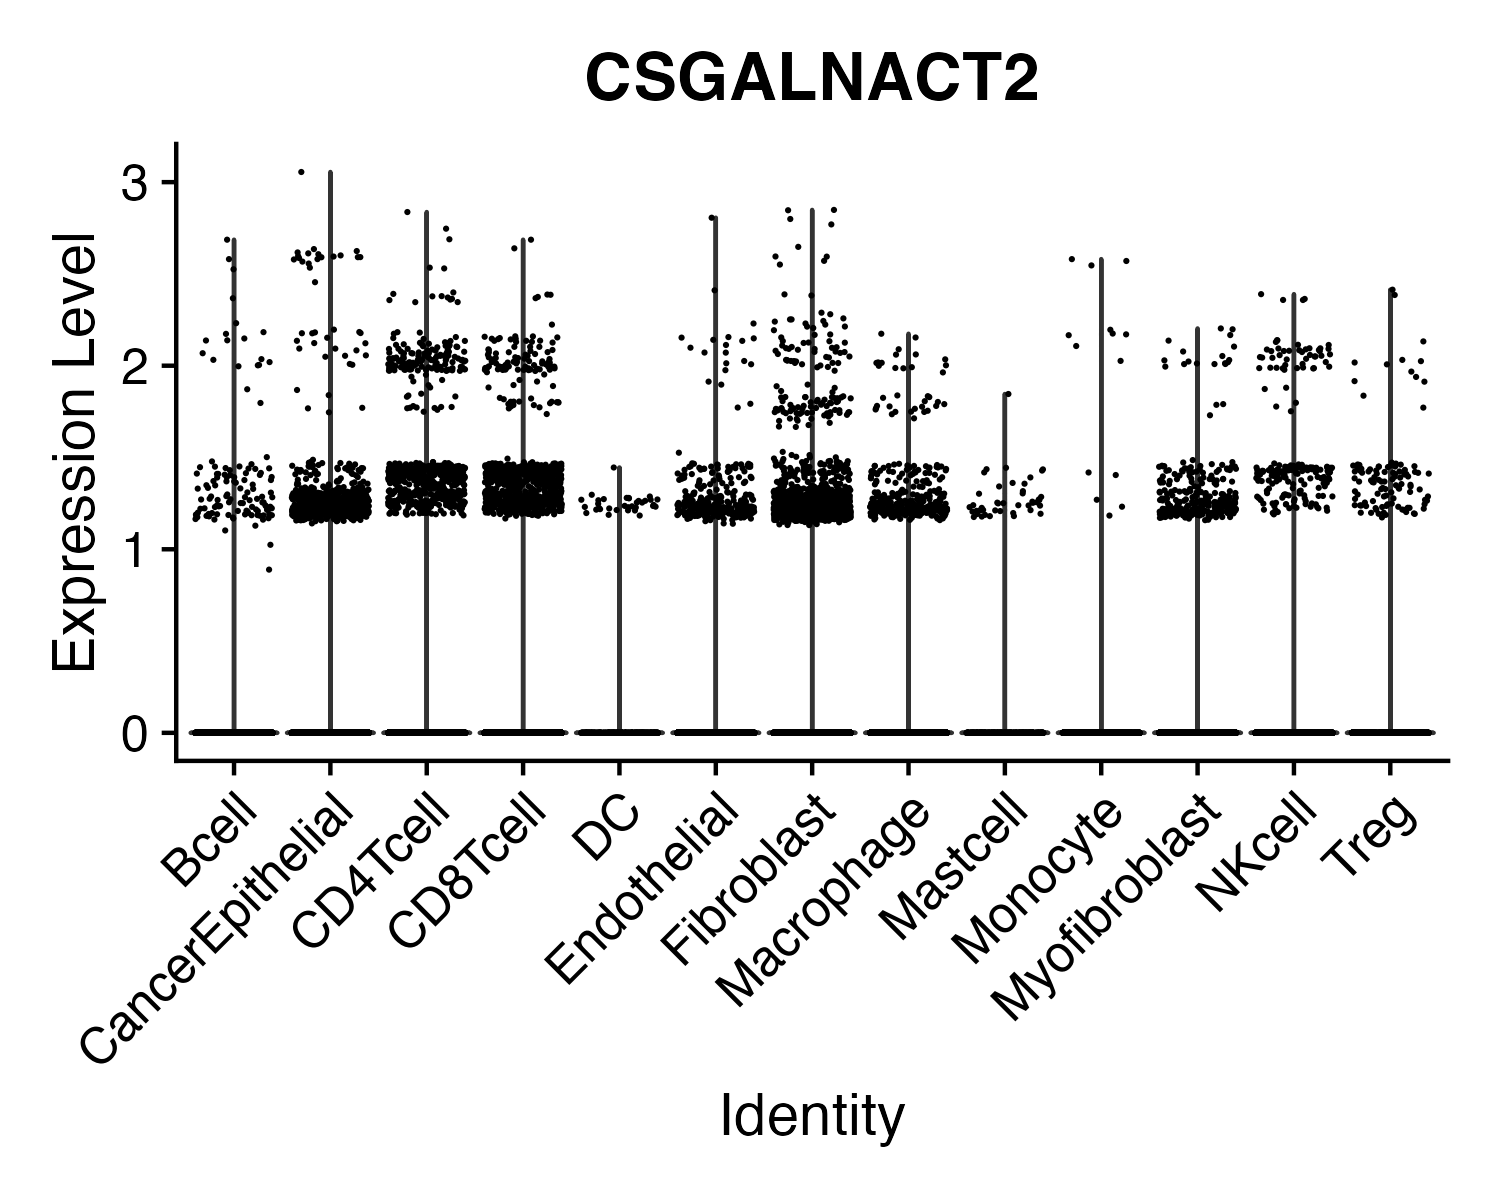 CSGALNACT2
Expression Level
3
2
1
0
Bcell
CancerEpithelial
CD4Tcell
CD8Tcell
DC
Endothelial
Fibroblast
Macrophage
Mastcell
Monocyte
Myofibroblast
NKcell
Treg
Identity